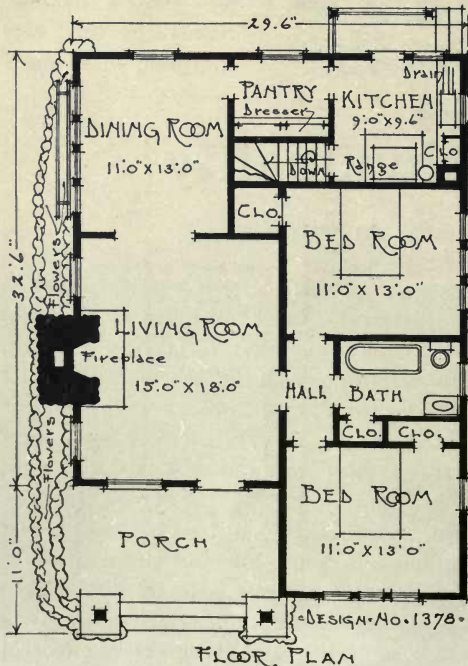 29.6"
Drain
PANTRY
Dresser
KITCHEN
9'.0"X9'.6"
DINING ROOM
11'.0"X13'.0"
DOWN
Range
CLO
CLO.
BED ROOM
11'.0"X13'.0"
32.6"
Flowers
LIVING ROOM
Fireplace
15'.0"X18'.0"
HALL
BATH
CLO.
CLO.
Flowers
BED ROOM
11'.0"X13'0"
PORCH
11'.0"
•DESIGN•NO.1378•
FLOOR PLAN